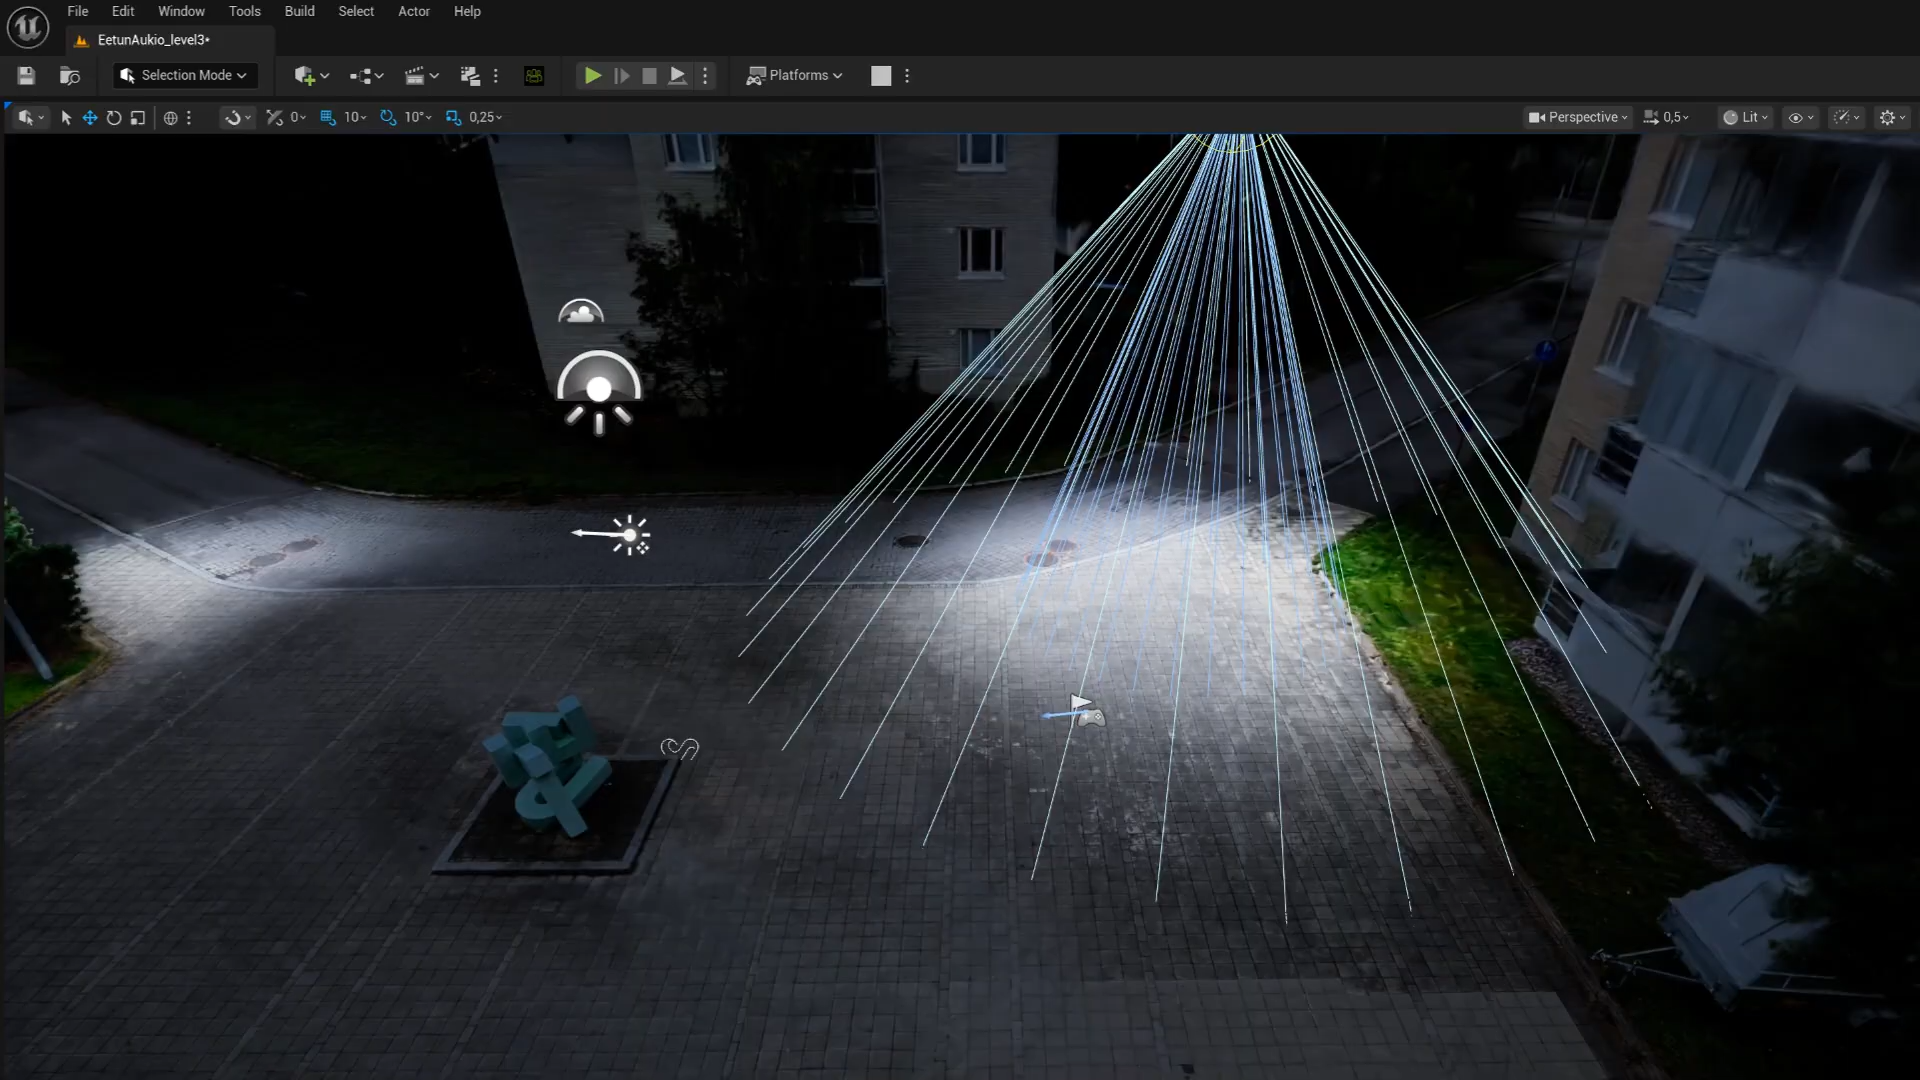 File Edit Window Tools Build Select Actor Help
EetunAukio_level3*
Selection Mode Platforms
0 10 10° 0,25 Perspective 0,5 Lit